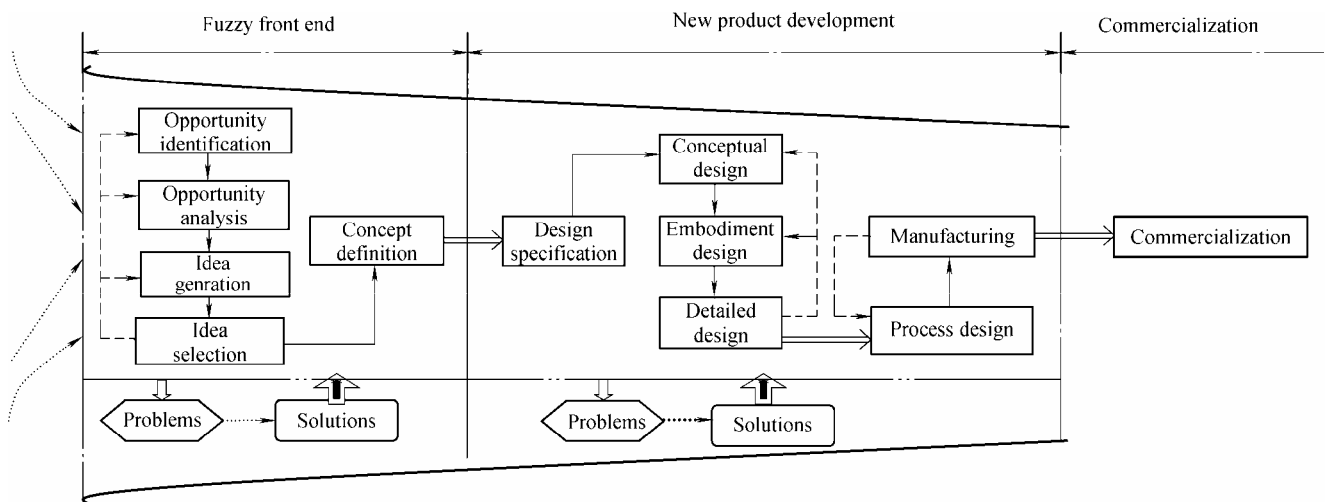 Fuzzy front end
New product development
Commercialization
Opportunity
identification
Opportunity
analysis
Idea
genration
Idea
selection
Concept
definition
Design
specification
Conceptual
design
Embodiment
design
Detailed
design
Manufacturing
Process design
Commercialization
Problems
Solutions
Problems
Solutions